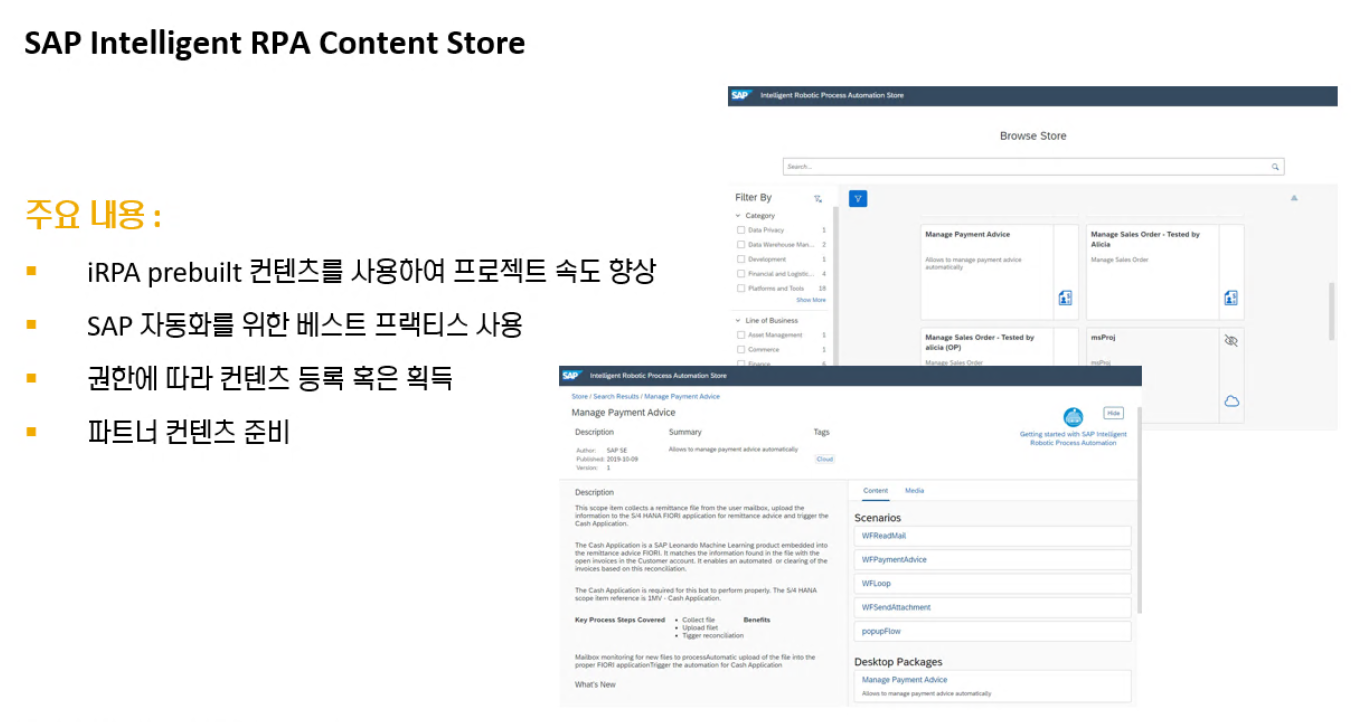 SAP Intelligent RPA Content Store
주요 내용 :
iRPA prebuilt 컨텐츠를 사용하여 프로젝트 속도 향상
SAP 자동화를 위한 베스트 프랙티스 사용
권한에 따라 컨텐츠 등록 혹은 획득
파트너 컨텐츠 준비
SAP Intelligent Robotic Process Automation Store
Browse Store
Search...
Filter By
Category
Data Privacy 1
Data Warehouse Man... 2
Development 1
Financial and Logistic... 4
Platforms and Tools 18
Show More
Line of Business
Asset Management 1
Commerce 1
Finance 6
Manage Payment Advice
Allows to manage payment advice
automatically
Manage Sales Order - Tested by
Alicia
Manage Sales Order
Manage Sales Order - Tested by
alicia (OP)
Manage Sales Order
msProj
msProj
SAP Intelligent Robotic Process Automation Store
Store / Search Results / Manage Payment Advice
Manage Payment Advice
Description Summary Tags
Author: SAP SE Allows to manage payment advice automatically
Published: 2019-10-09 Cloud
Version: 1
Hide
Getting started with SAP Intelligent
Robotic Process Automation
Description
This scope item collects a remittance file from the user mailbox, upload the
information to the S/4 HANA FIORI application for remittance advice and trigger the
Cash Application.
The Cash Application is a SAP Leonardo Machine Learning product embedded into
the remittance advice FIORI. It matches the information found in the file with the
open invoices in the Customer account. It enables an automated or clearing of the
invoices based on this reconciliation.
The Cash Application is required for this bot to perform properly. The S/4 HANA
scope item reference is 1MV - Cash Application.
Key Process Steps Covered • Collect file Benefits
• Upload filet
• Tigger reconciliation
Mailbox monitoring for new files to processAutomatic upload of the file into the
proper FIORI applicationTrigger the automation for Cash Application
What's New
Content Media
Scenarios
WFReadMail
WFPaymentAdvice
WFLoop
WFSendAttachment
popupFlow
Desktop Packages
Manage Payment Advice
Allows to manage payment advice automatically